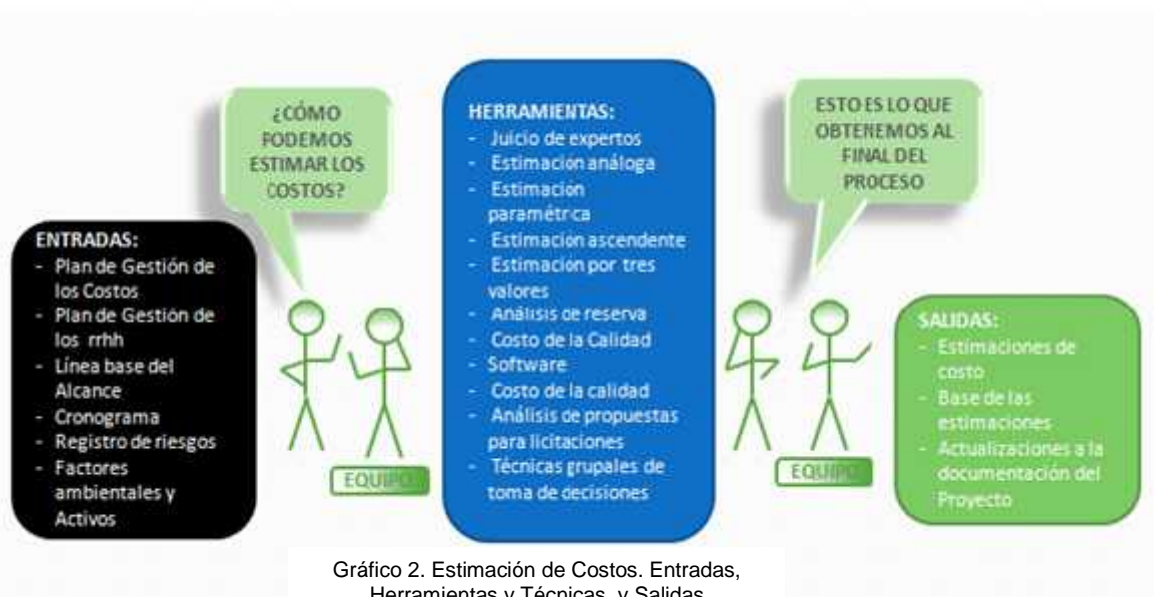 ¿CÓMO
PODEMOS
ESTIMAR LOS
COSTOS?
ENTRADAS:
- Plan de Gestión de
los Costos
- Plan de Gestión de
los rrhh
- Línea base del
Alcance
- Cronograma
- Registro de riesgos
- Factores
ambientales y
Activos
EQUIPO
HERRAMIENTAS:
- Juicio de expertos
- Estimación análoga
- Estimación
paramétrica
- Estimación ascendente
- Estimación por tres
valores
- Análisis de reserva
- Costo de la Calidad
- Software
- Costo de la calidad
- Análisis de propuestas
para licitaciones
- Técnicas grupales de
toma de decisiones
ESTO ES LO QUE
OBTENEMOS AL
FINAL DEL
PROCESO
EQUIPO
SALIDAS:
- Estimaciones de
costo
- Base de las
estimaciones
- Actualizaciones a la
documentación del
Proyecto
Gráfico 2. Estimación de Costos. Entradas,
Herramientas y Técnicas, y Salidas